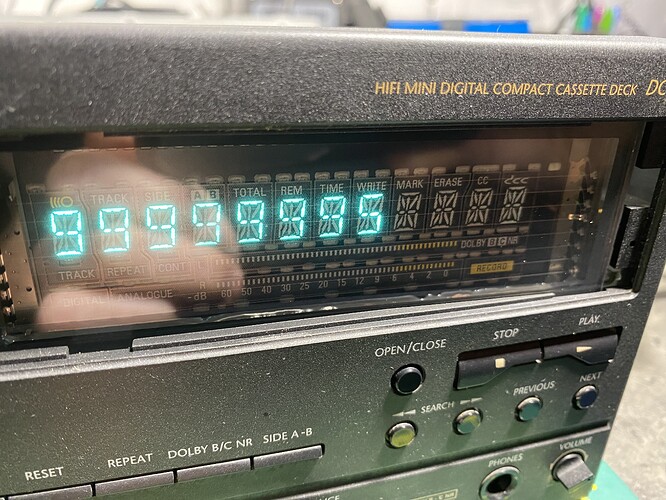 HIFI MINI DIGITAL COMPACT CASSETTE DECK DC
TRACK SIDE A B TOTAL REM TIME WRITE MARK ERASE CC dcc
DOLBY B C NR
TRACK REPEAT CONT R RECORD
DIGITAL ANALOGUE -dB 60 50 40 30 25 20 15 12 9 6 4 2 0
OPEN/CLOSE STOP PLAY
SEARCH PREVIOUS NEXT
RESET REPEAT DOLBY B/C NR SIDE A-B
PHONES VOLUME